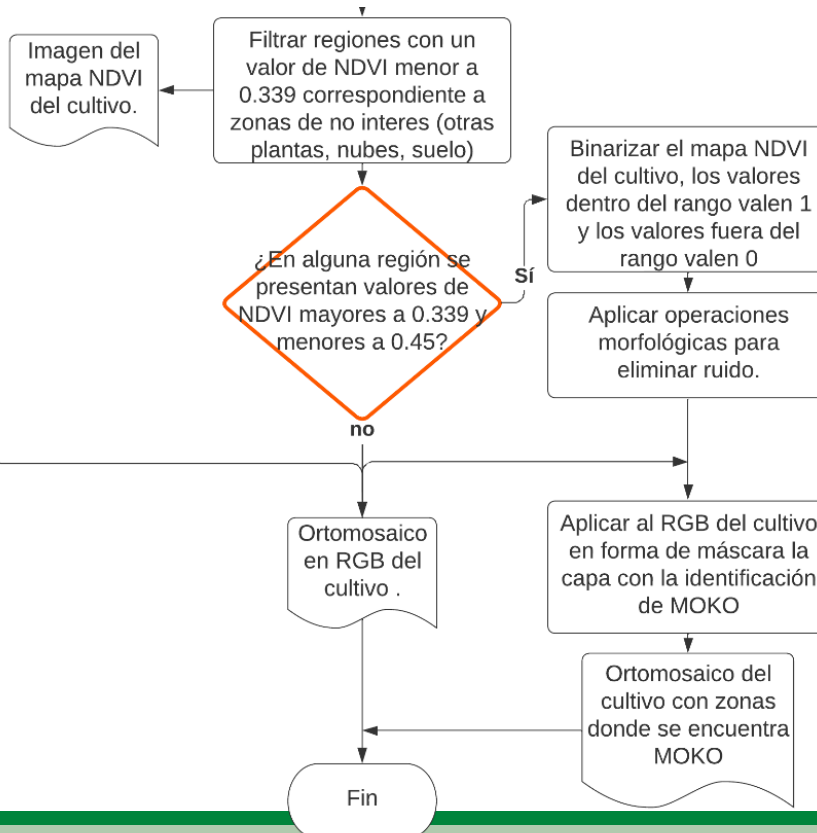 Imagen del
mapa NDVI
del cultivo.
Filtrar regiones con un
valor de NDVI menor a
0.339 correspondiente a
zonas de no interes (otras
plantas, nubes, suelo)
¿En alguna región se
presentan valores de
NDVI mayores a 0.339 y
menores a 0.45?
Sí
no
Binarizar el mapa NDVI
del cultivo, los valores
dentro del rango valen 1
y los valores fuera del
rango valen 0
Aplicar operaciones
morfológicas para
eliminar ruido.
Ortomosaico
en RGB del
cultivo .
Aplicar al RGB del cultivo
en forma de máscara la
capa con la identificación
de MOKO
Ortomosaico del
cultivo con zonas
donde se encuentra
MOKO
Fin